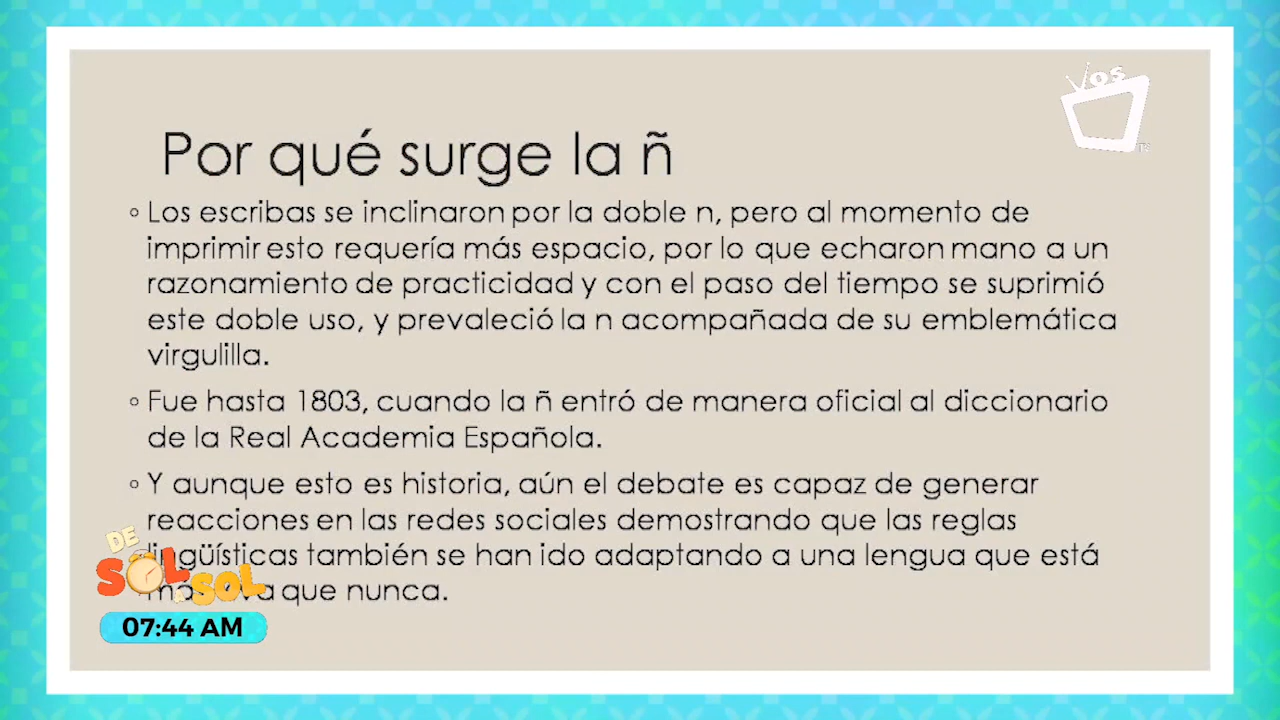 VOS
TV
Por qué surge la ñ
◦ Los escribas se inclinaron por la doble n, pero al momento de
imprimir esto requería más espacio, por lo que echaron mano a un
razonamiento de practicidad y con el paso del tiempo se suprimió
este doble uso, y prevaleció la n acompañada de su emblemática
virgulilla.
◦ Fue hasta 1803, cuando la ñ entró de manera oficial al diccionario
de la Real Academia Española.
◦ Y aunque esto es historia, aún el debate es capaz de generar
reacciones en las redes sociales demostrando que las reglas
lingüísticas también se han ido adaptando a una lengua que está
que nunca.
DE
SOL
SOL
07:44 AM